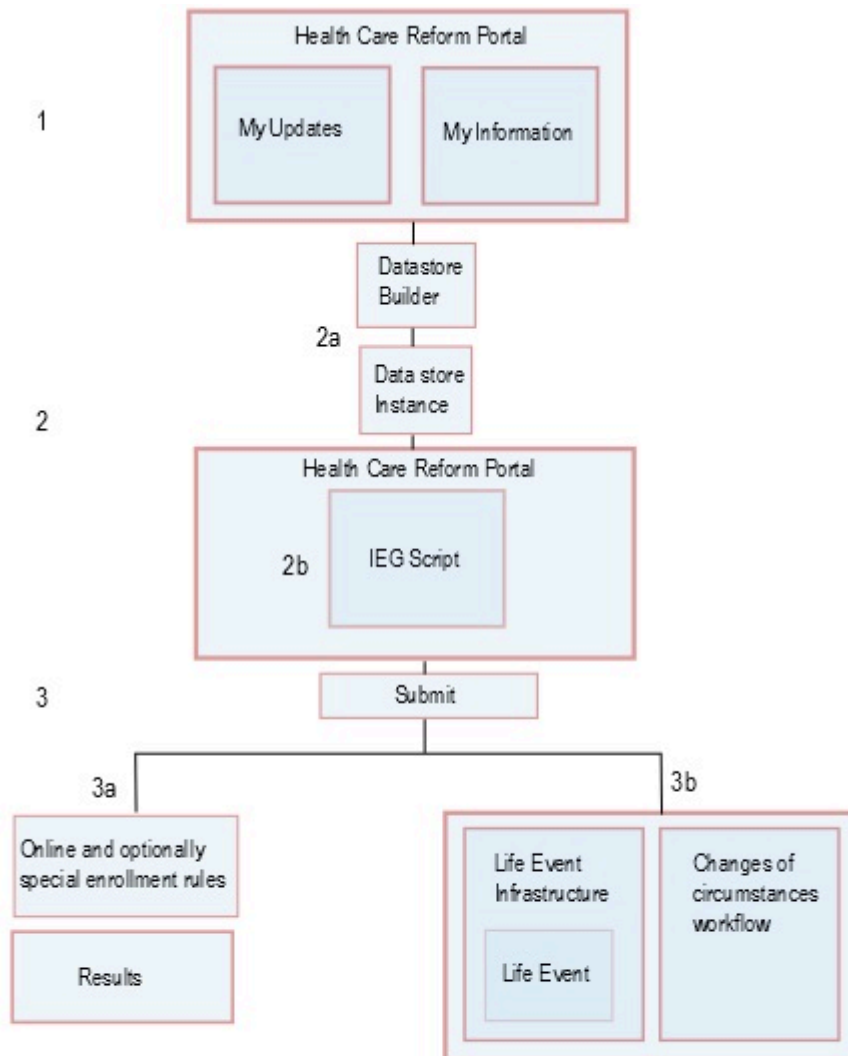 Health Care Reform Portal
1
My Updates
My Information
Datastore
Builder
2a
Data store
Instance
2
Health Care Reform Portal
2b
IEG Script
3
Submit
3a
3b
Online and optionally
special enrollment rules
Results
Life Event
Infrastructure
Life Event
Changes of
circumstances
workflow